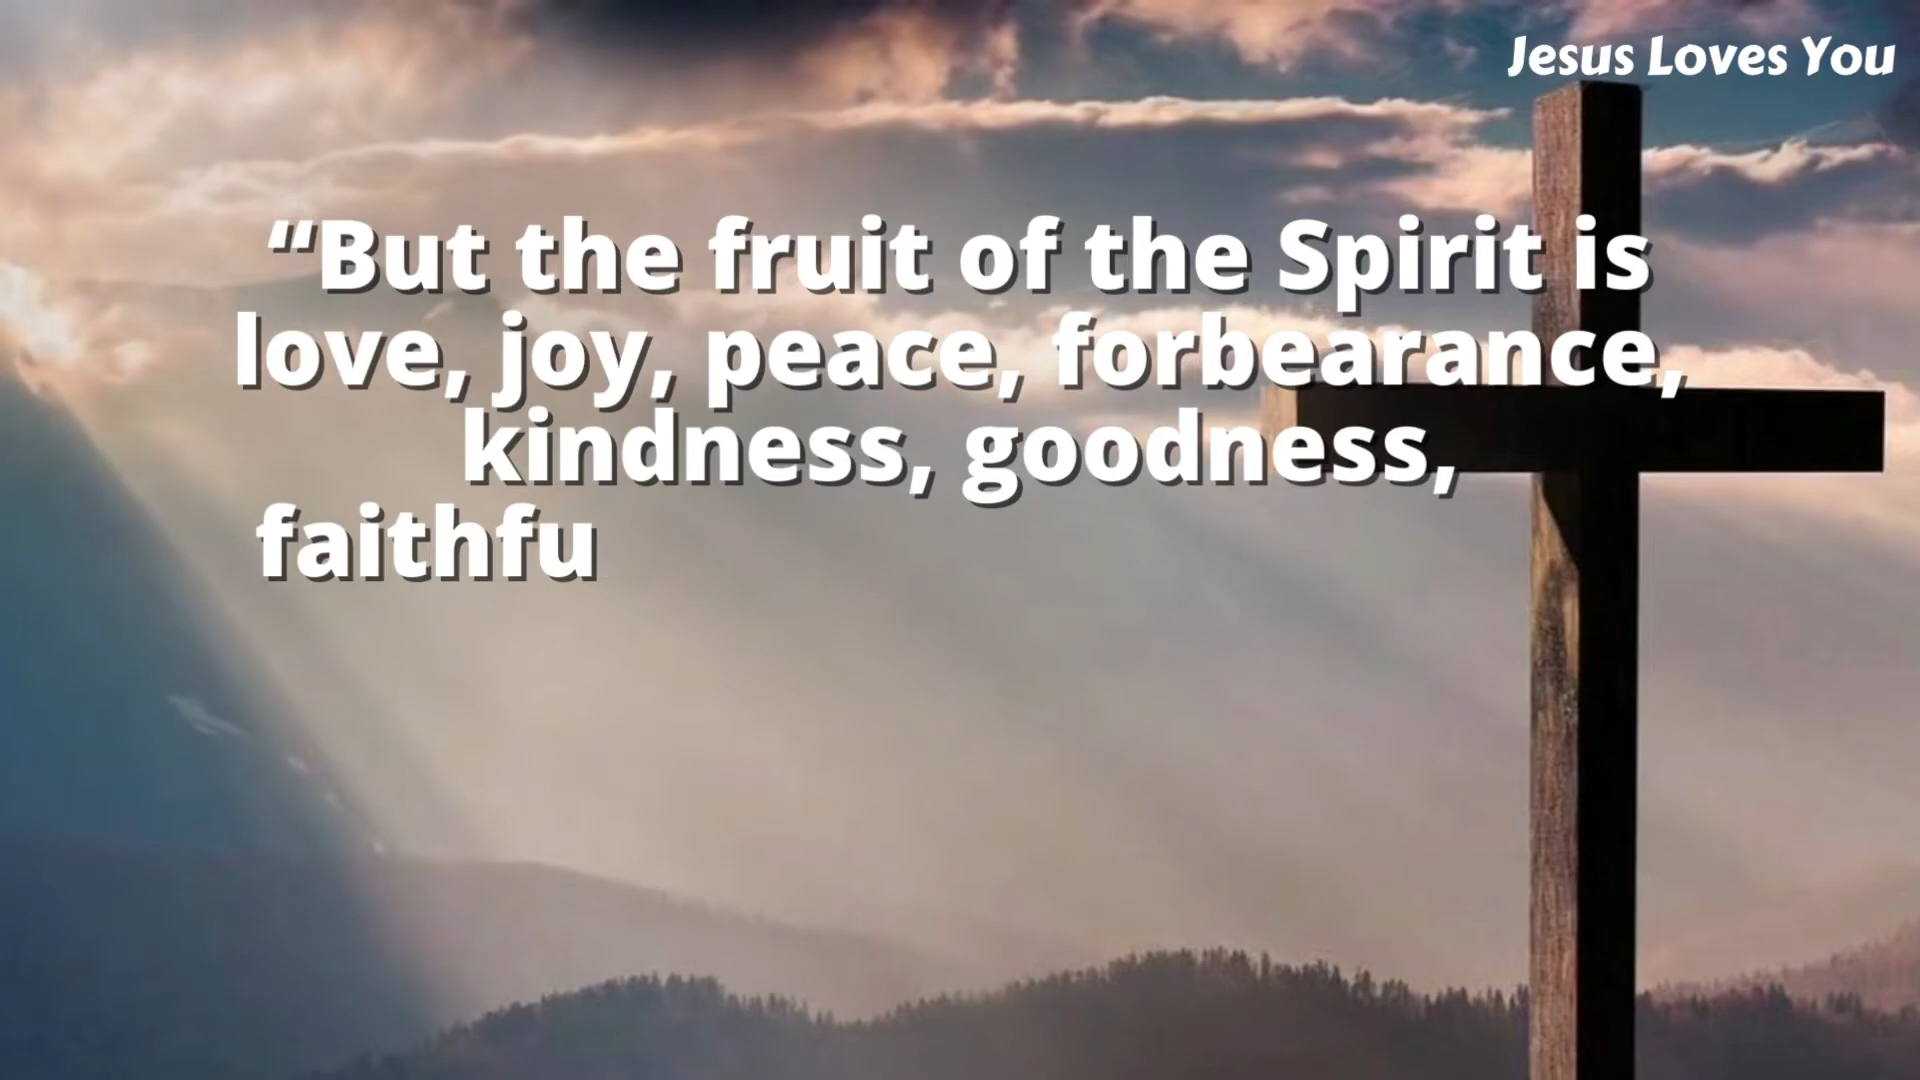 Jesus Loves You
“But the fruit of the Spirit is
love, joy, peace, forbearance,
kindness, goodness,
faithfu